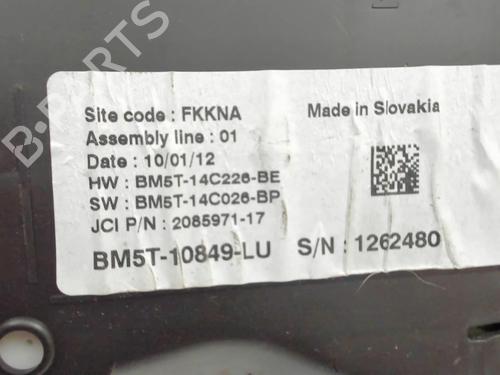 Site code : FKKNA
Made in Slovakia
Assembly line : 01
Date : 10/01/12
HW : BM5T-14C226-BE
SW : BM5T-14C026-BP
JCI P/N : 2085971-17
BM5T-10849-LU
S/N : 1262480
B-PARTS